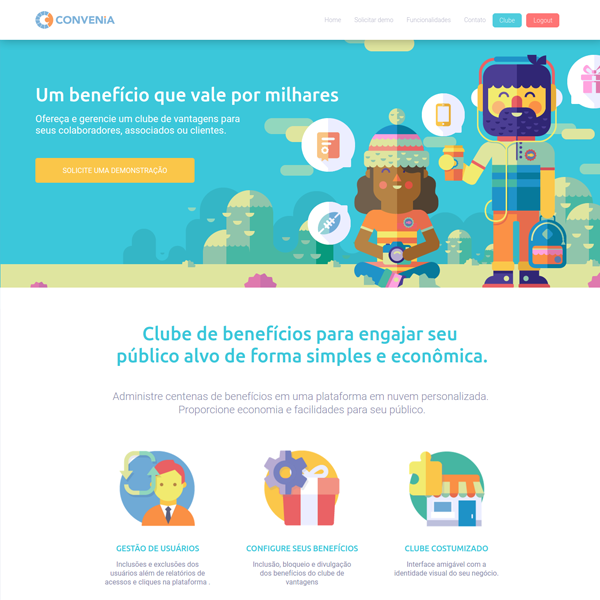 CONVENiA
Home Solicitar demo Funcionalidades Contato Clube Logout
Um benefício que vale por milhares
Ofereça e gerencie um clube de vantagens para
seus colaboradores, associados ou clientes.
SOLICITE UMA DEMONSTRAÇÃO
Clube de benefícios para engajar seu
público alvo de forma simples e econômica.
Administre centenas de benefícios em uma plataforma em nuvem personalizada.
Proporcione economia e facilidades para seu público.
GESTÃO DE USUÁRIOS
Inclusões e exclusões dos
usuários além de relatórios de
acessos e cliques na plataforma .
CONFIGURE SEUS BENEFÍCIOS
Inclusão, bloqueio e divulgação
dos benefícios do clube de
vantagens
CLUBE COSTUMIZADO
Interface amigável com a
identidade visual do seu negócio.